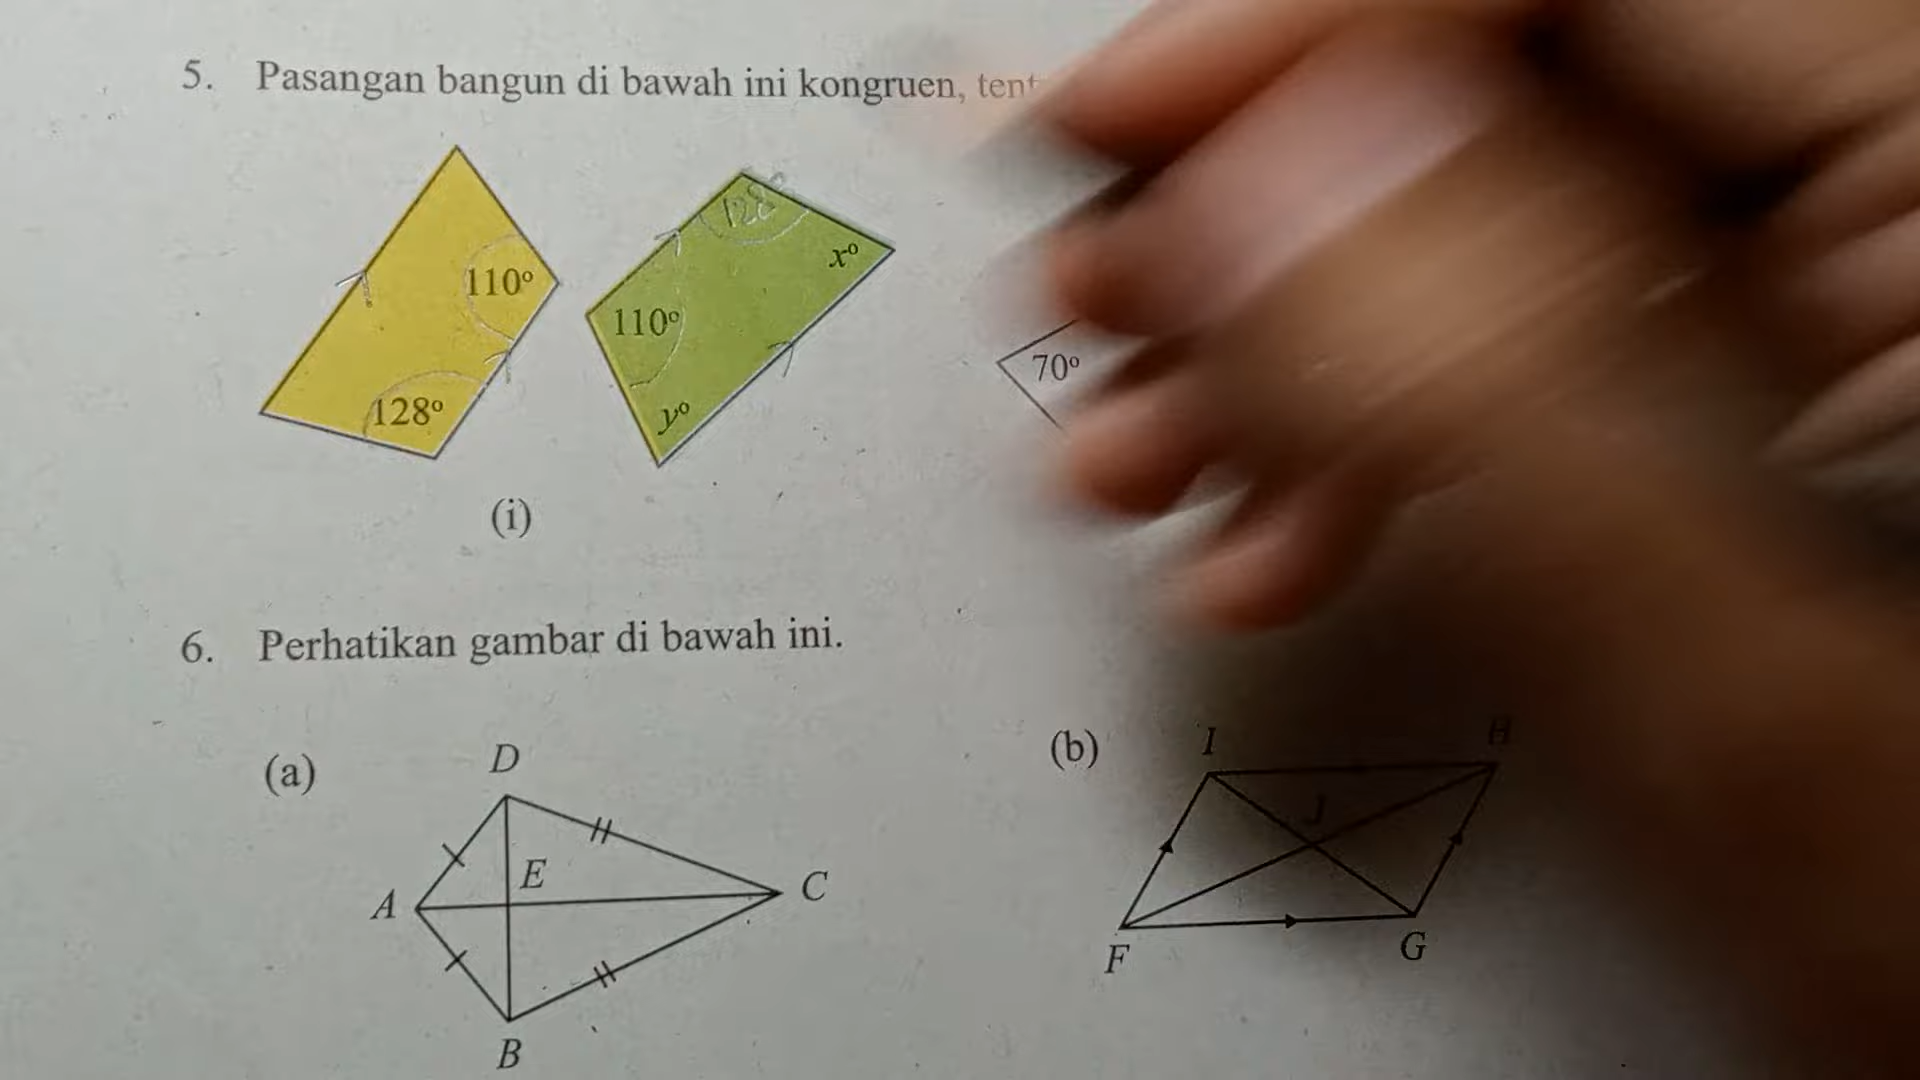 5. Pasangan bangun di bawah ini kongruen,
110° 128° 110° 128° x° y° 70°
(i)
6. Perhatikan gambar di bawah ini.
(a) D A E C B
(b) I H J F G